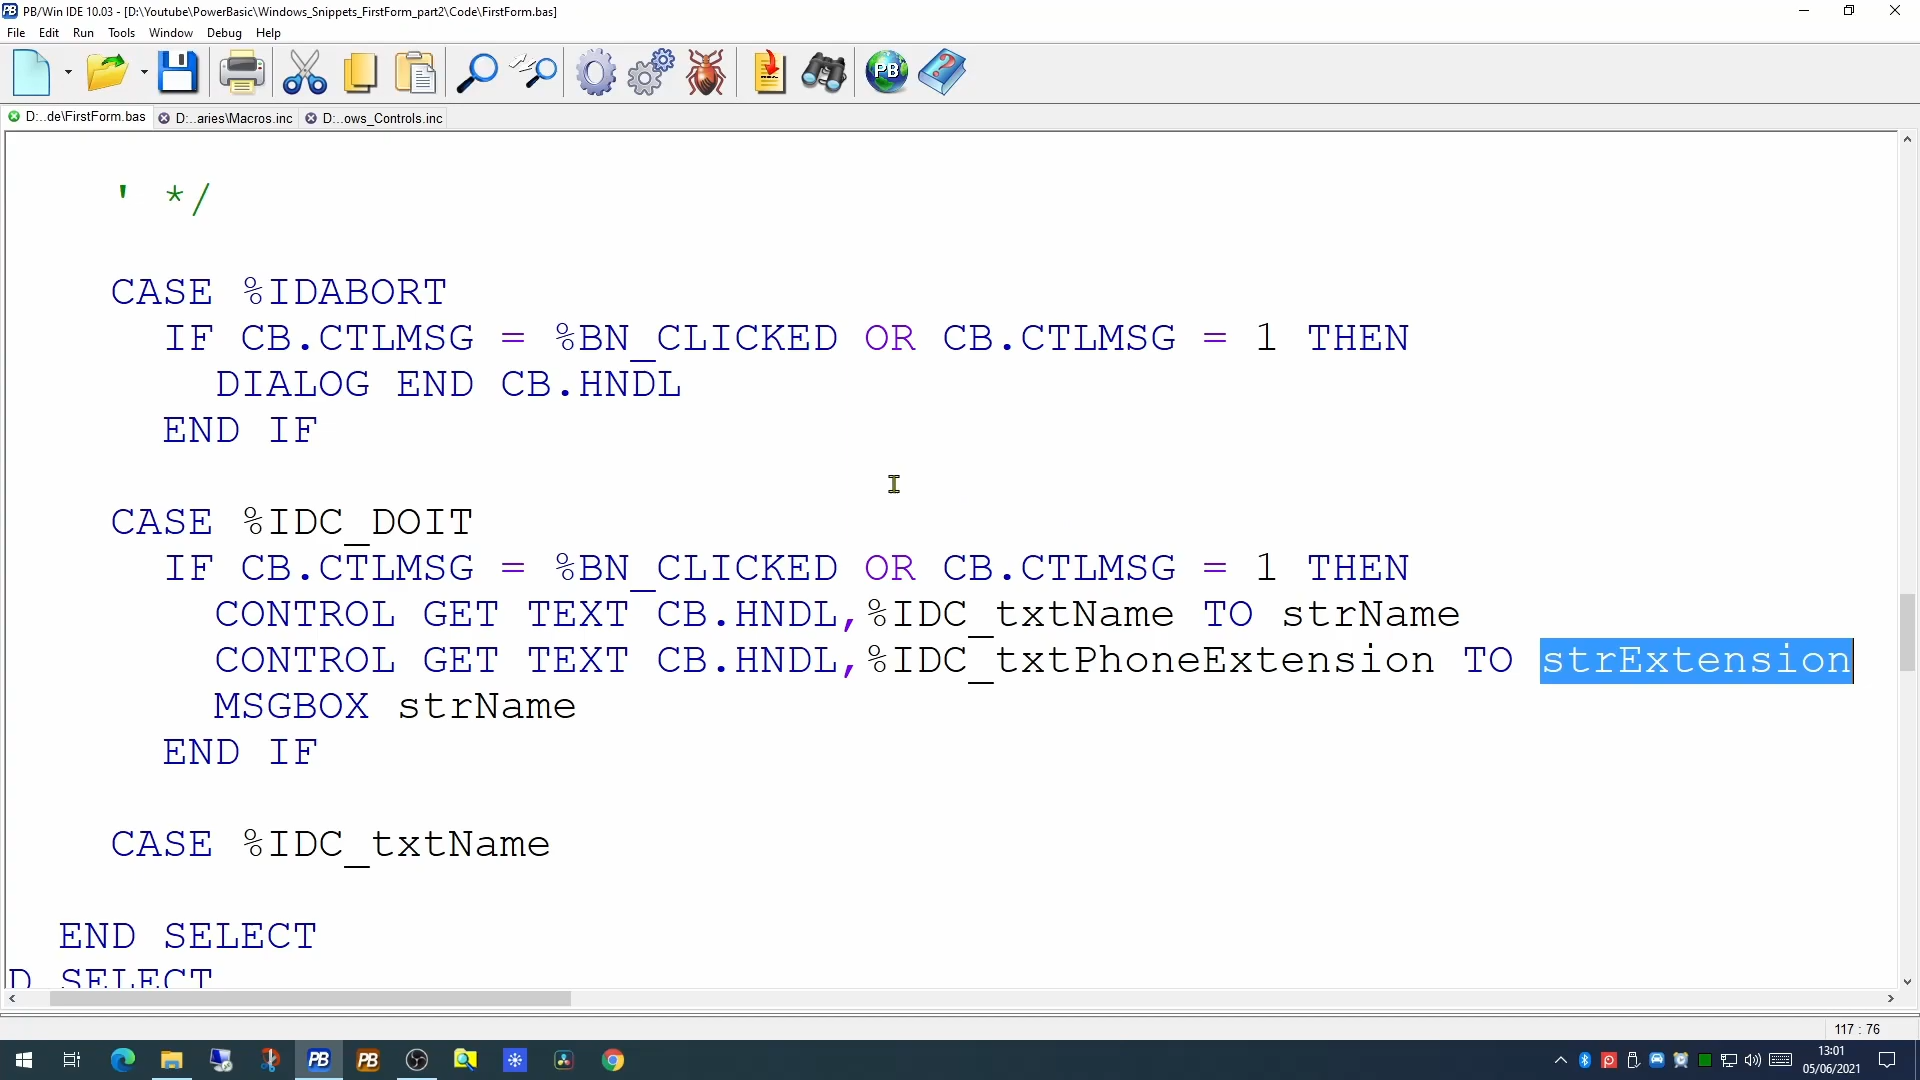 PB/Win IDE 10.03 - [D:\Youtube\PowerBasic\Windows_Snippets_FirstForm_part2\Code\FirstForm.bas]
File Edit Run Tools Window Debug Help
D:..de\FirstForm.bas D:..aries\Macros.inc D:..ows_Controls.inc
' */
CASE %IDABORT
IF CB.CTLMSG = %BN_CLICKED OR CB.CTLMSG = 1 THEN
DIALOG END CB.HNDL
END IF
CASE %IDC_DOIT
IF CB.CTLMSG = %BN_CLICKED OR CB.CTLMSG = 1 THEN
CONTROL GET TEXT CB.HNDL,%IDC_txtName TO strName
CONTROL GET TEXT CB.HNDL,%IDC_txtPhoneExtension TO strExtension
MSGBOX strName
END IF
CASE %IDC_txtName
END SELECT
D SELECT
117 : 76
13:01
05/06/2021